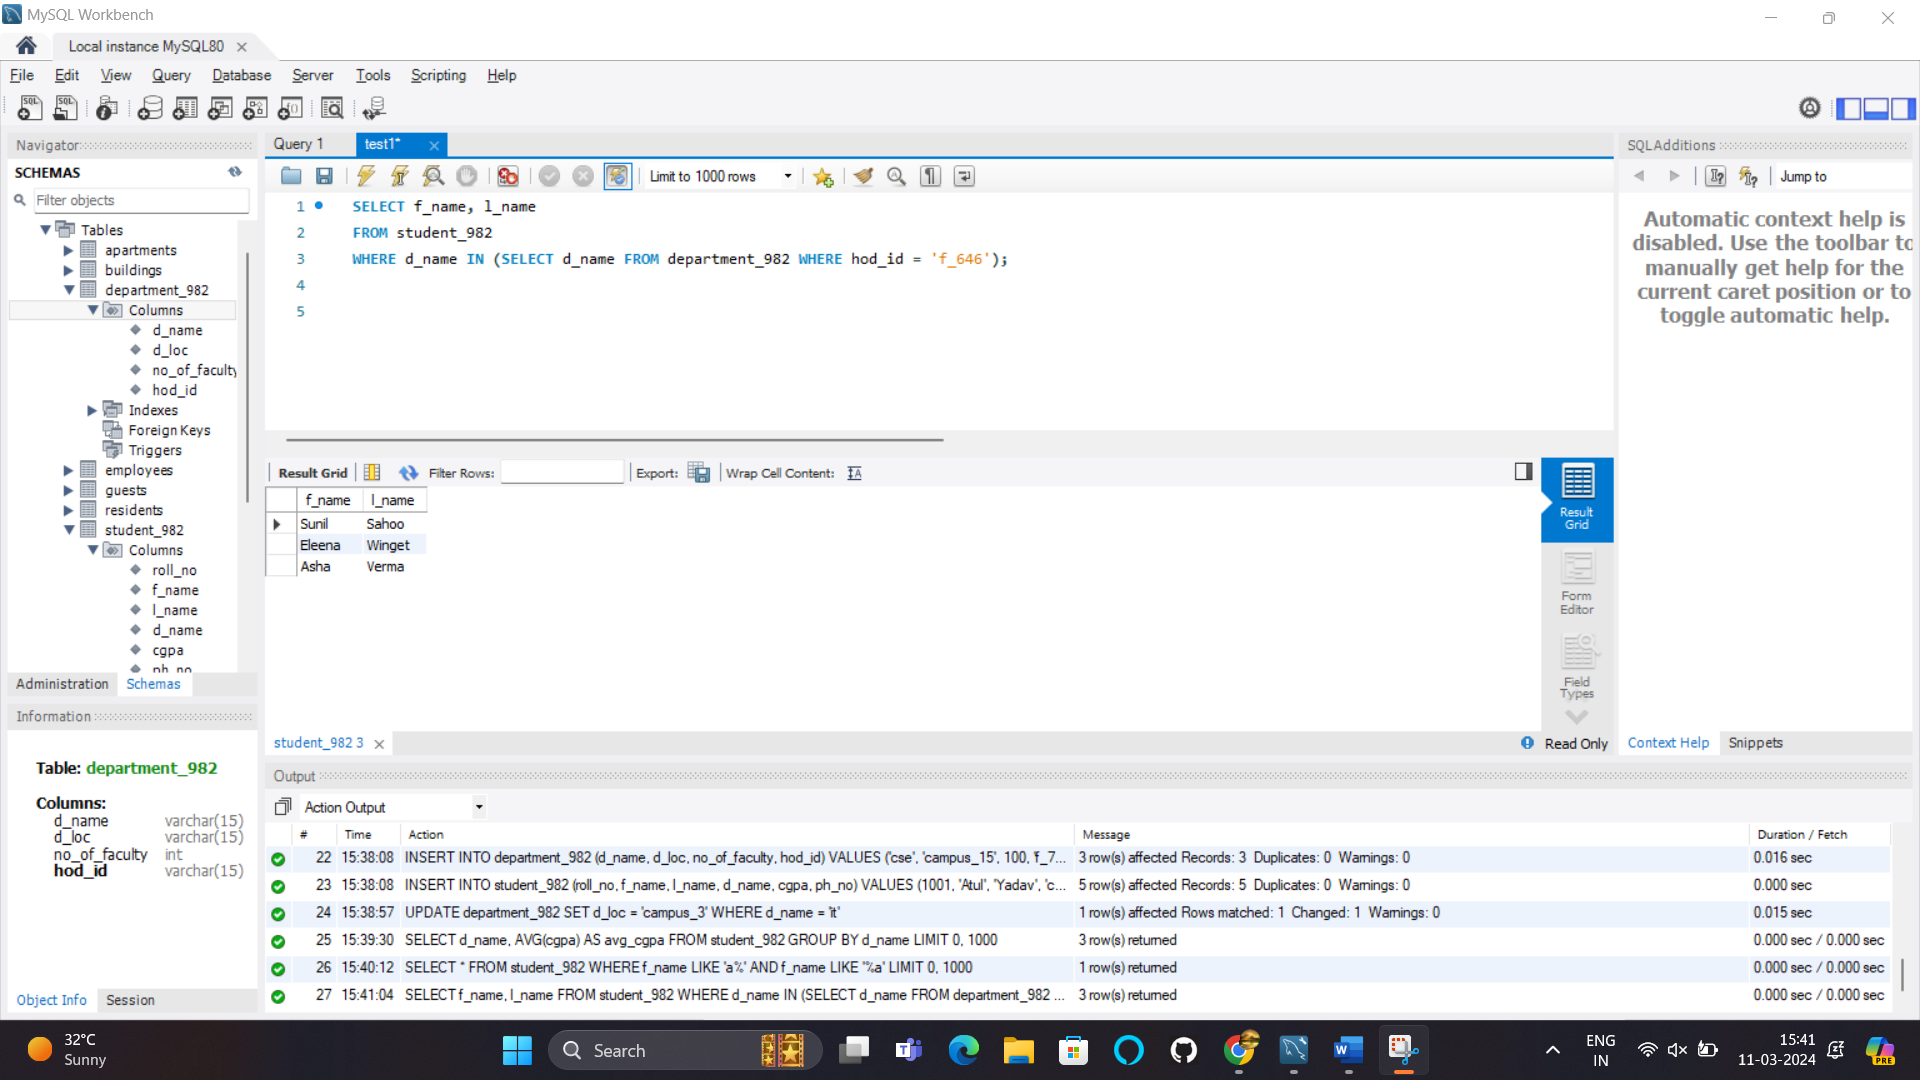 MySQL Workbench
Local instance MySQL80
File Edit View Query Database Server Tools Scripting Help
Navigator
SCHEMAS
Filter objects
Tables
apartments
buildings
department_982
Columns
d_name
d_loc
no_of_faculty
hod_id
Indexes
Foreign Keys
Triggers
employees
guests
residents
student_982
Columns
roll_no
f_name
l_name
d_name
cgpa
ph_no
Administration Schemas
Information
Table: department_982
Columns:
d_name varchar(15)
d_loc varchar(15)
no_of_faculty int
hod_id varchar(15)
Object Info Session
Query 1 test1*
Limit to 1000 rows
1 SELECT f_name, l_name
2 FROM student_982
3 WHERE d_name IN (SELECT d_name FROM department_982 WHERE hod_id = 'f_646');
4
5
Result Grid Filter Rows: Export: Wrap Cell Content:
f_name l_name
Sunil Sahoo
Eleena Winget
Asha Verma
Result
Grid
Form
Editor
Field
Types
student_982 3
Read Only
SQLAdditions
Jump to
Automatic context help is
disabled. Use the toolbar to
manually get help for the
current caret position or to
toggle automatic help.
Context Help Snippets
Output
Action Output
# Time Action Message Duration / Fetch
22 15:38:08 INSERT INTO department_982 (d_name, d_loc, no_of_faculty, hod_id) VALUES ('cse', 'campus_15', 100, 'f_7... 3 row(s) affected Records: 3 Duplicates: 0 Warnings: 0 0.016 sec
23 15:38:08 INSERT INTO student_982 (roll_no, f_name, l_name, d_name, cgpa, ph_no) VALUES (1001, 'Atul', 'Yadav', 'c... 5 row(s) affected Records: 5 Duplicates: 0 Warnings: 0 0.000 sec
24 15:38:57 UPDATE department_982 SET d_loc = 'campus_3' WHERE d_name = 'it' 1 row(s) affected Rows matched: 1 Changed: 1 Warnings: 0 0.015 sec
25 15:39:30 SELECT d_name, AVG(cgpa) AS avg_cgpa FROM student_982 GROUP BY d_name LIMIT 0, 1000 3 row(s) returned 0.000 sec / 0.000 sec
26 15:40:12 SELECT * FROM student_982 WHERE f_name LIKE 'a%' AND f_name LIKE '%a' LIMIT 0, 1000 1 row(s) returned 0.000 sec / 0.000 sec
27 15:41:04 SELECT f_name, l_name FROM student_982 WHERE d_name IN (SELECT d_name FROM department_982 ... 3 row(s) returned 0.000 sec / 0.000 sec
32°C
Sunny
Search
ENG
IN
15:41
11-03-2024
PRE